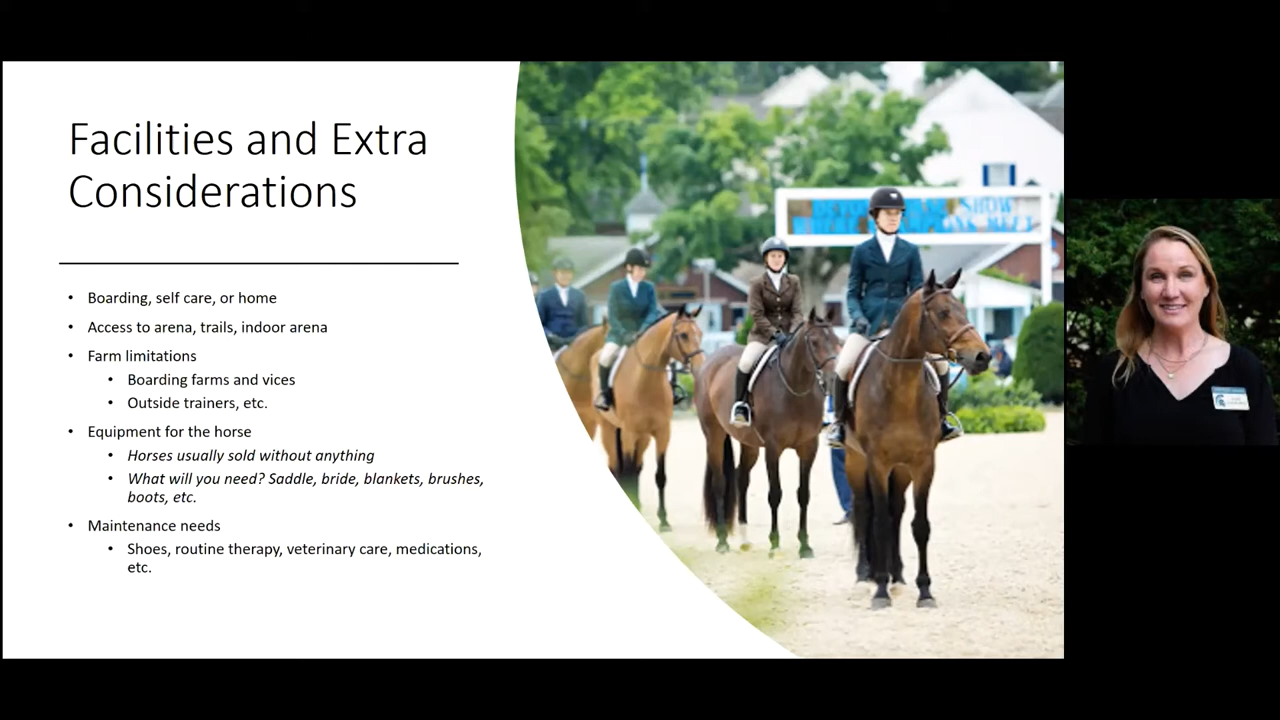 Facilities and Extra
Considerations
• Boarding, self care, or home
• Access to arena, trails, indoor arena
• Farm limitations
• Boarding farms and vices
• Outside trainers, etc.
• Equipment for the horse
• Horses usually sold without anything
• What will you need? Saddle, bride, blankets, brushes,
boots, etc.
• Maintenance needs
• Shoes, routine therapy, veterinary care, medications,
etc.
SHOW